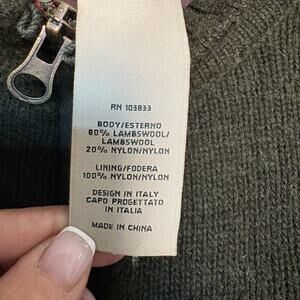 RN 103833
BODY/ESTERNO
80% LAMBSWOOL/
LAMBSWOOL
20% NYLON/NYLON
LINING/FODERA
100% NYLON/NYLON
DESIGN IN ITALY
CAPO PROGETTATO
IN ITALIA
MADE IN CHINA